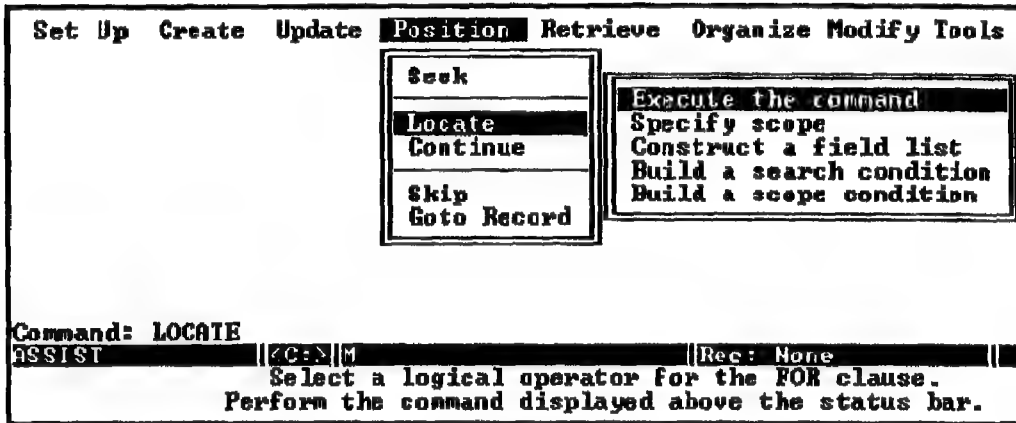 Set Up Create Update Position Retrieve Organize Modify Tools
Seek
Locate
Continue
Skip
Goto Record
Execute the command
Specify scope
Construct a field list
Build a search condition
Build a scope condition
Command: LOCATE
ASSIST <C:> M Rec: None
Select a logical operator for the FOR clause.
Perform the command displayed above the status bar.